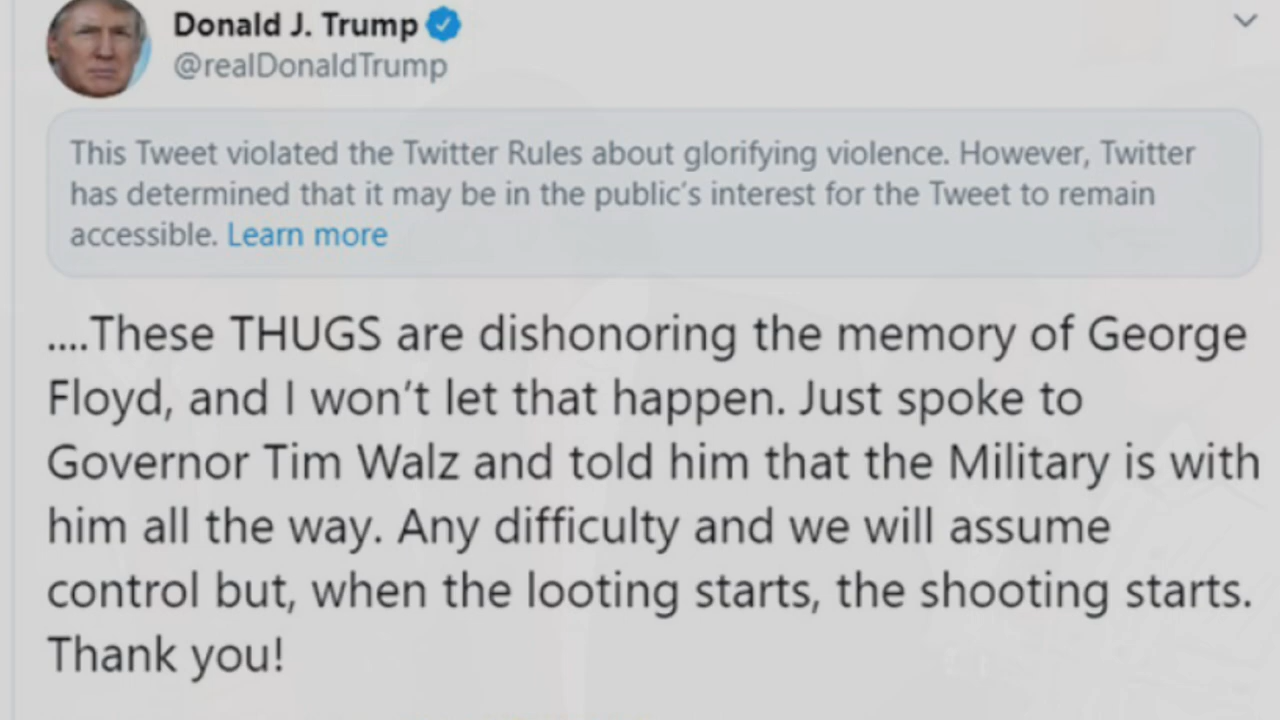 Donald J. Trump
@realDonaldTrump
This Tweet violated the Twitter Rules about glorifying violence. However, Twitter
has determined that it may be in the public's interest for the Tweet to remain
accessible. Learn more
....These THUGS are dishonoring the memory of George
Floyd, and I won't let that happen. Just spoke to
Governor Tim Walz and told him that the Military is with
him all the way. Any difficulty and we will assume
control but, when the looting starts, the shooting starts.
Thank you!